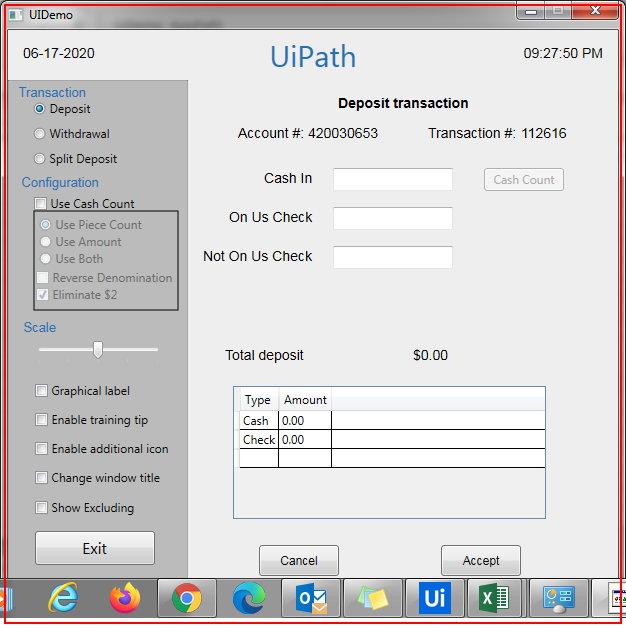 UIDemo
06-17-2020
UiPath
09:27:50 PM
Transaction
Deposit
Withdrawal
Split Deposit
Configuration
Use Cash Count
Use Piece Count
Use Amount
Use Both
Reverse Denomination
Eliminate $2
Scale
Graphical label
Enable training tip
Enable additional icon
Change window title
Show Excluding
Exit
Deposit transaction
Account #: 420030653 Transaction #: 112616
Cash In
Cash Count
On Us Check
Not On Us Check
Total deposit $0.00
Type Amount
Cash 0.00
Check 0.00
Cancel
Accept
Ui